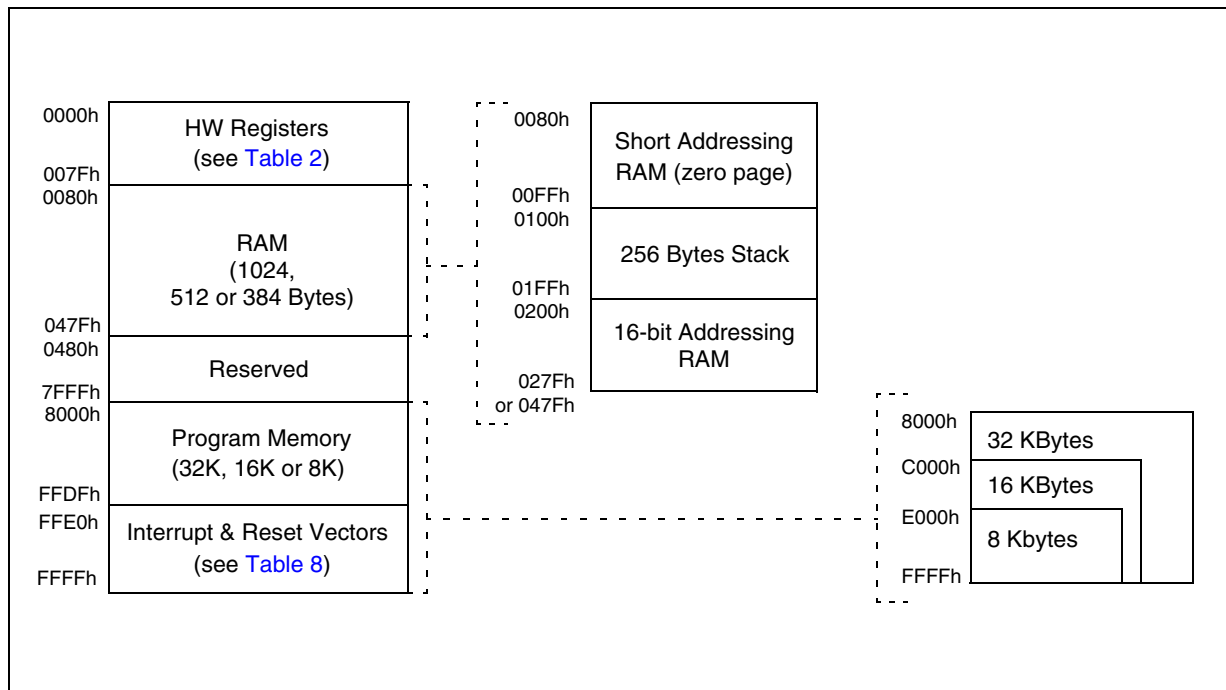 0000h
HW Registers
(see Table 2)
007Fh
0080h
RAM
(1024,
512 or 384 Bytes)
047Fh
0480h
Reserved
7FFFh
8000h
Program Memory
(32K, 16K or 8K)
FFDFh
FFE0h
Interrupt & Reset Vectors
(see Table 8)
FFFFh
0080h
Short Addressing
RAM (zero page)
00FFh
0100h
256 Bytes Stack
01FFh
0200h
16-bit Addressing
RAM
027Fh
or 047Fh
8000h
32 KBytes
C000h
16 KBytes
E000h
8 Kbytes
FFFFh